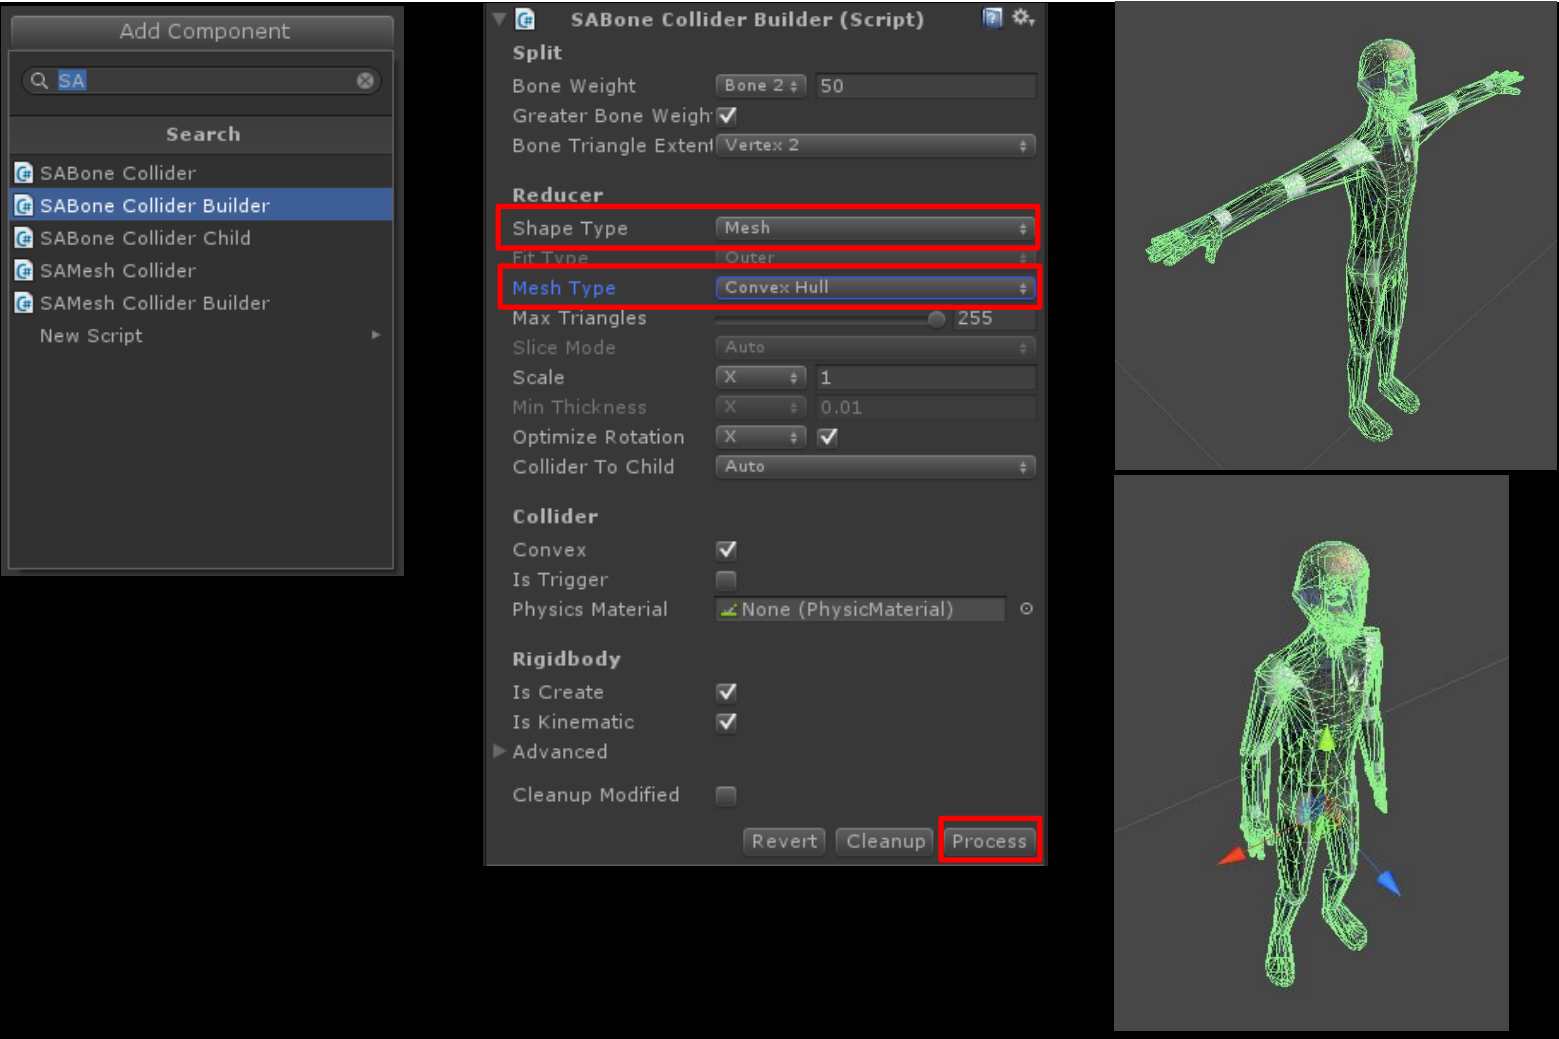 Add Component
SA
Search
SABone Collider
SABone Collider Builder
SABone Collider Child
SAMesh Collider
SAMesh Collider Builder
New Script
SABone Collider Builder (Script)
Split
Bone Weight Bone 2 50
Greater Bone Weigh
Bone Triangle Extent Vertex 2
Reducer
Shape Type Mesh
Fit Type Outer
Mesh Type Convex Hull
Max Triangles 255
Slice Mode Auto
Scale X 1
Min Thickness X 0.01
Optimize Rotation X
Collider To Child Auto
Collider
Convex
Is Trigger
Physics Material None (PhysicMaterial)
Rigidbody
Is Create
Is Kinematic
Advanced
Cleanup Modified
Revert Cleanup Process